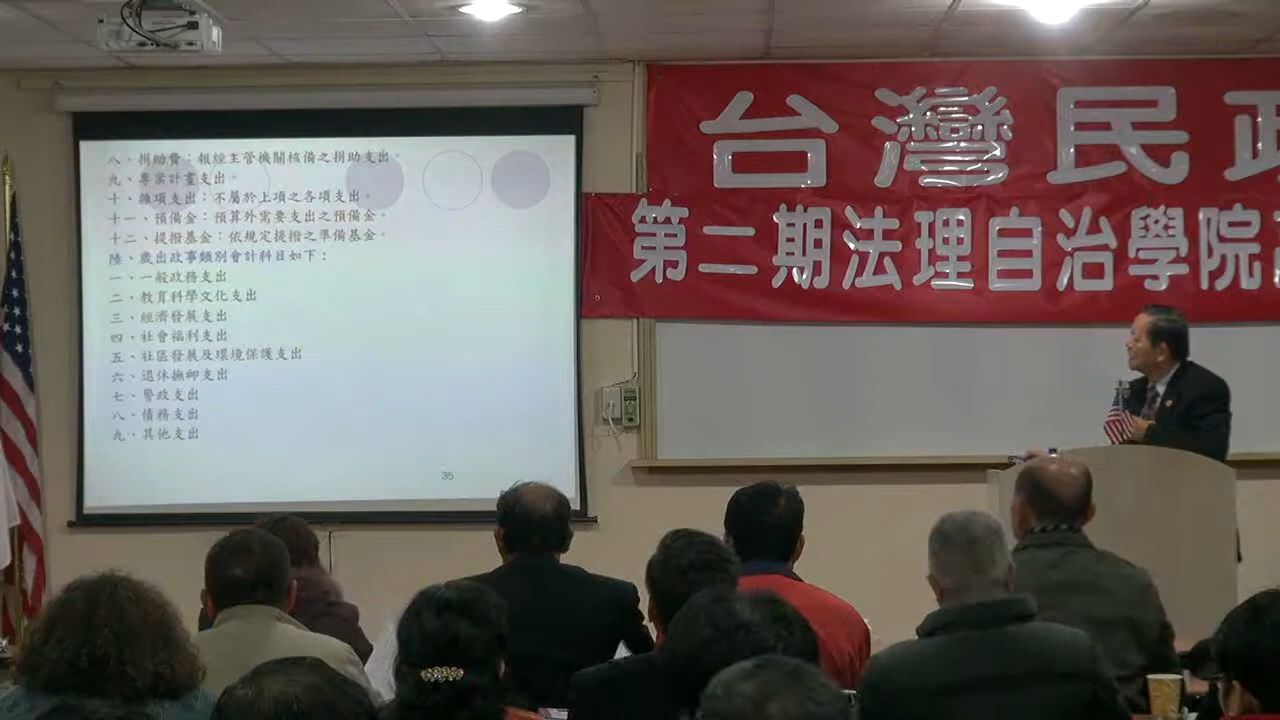 八、捐助費：報經主管機關核備之捐助支出。
九、專案計畫支出。
十、雜項支出：不屬於上項之各項支出。
十一、預備金：預算外需要支出之預備金。
十二、提撥基金：依規定提撥之準備基金。
陸、歲出政事類別會計科目如下：
一、一般政務支出
二、教育科學文化支出
三、經濟發展支出
四、社會福利支出
五、社區發展及環境保護支出
六、退休撫卹支出
七、警政支出
八、債務支出
九、其他支出
35
台灣民政
第二期法理自治學院